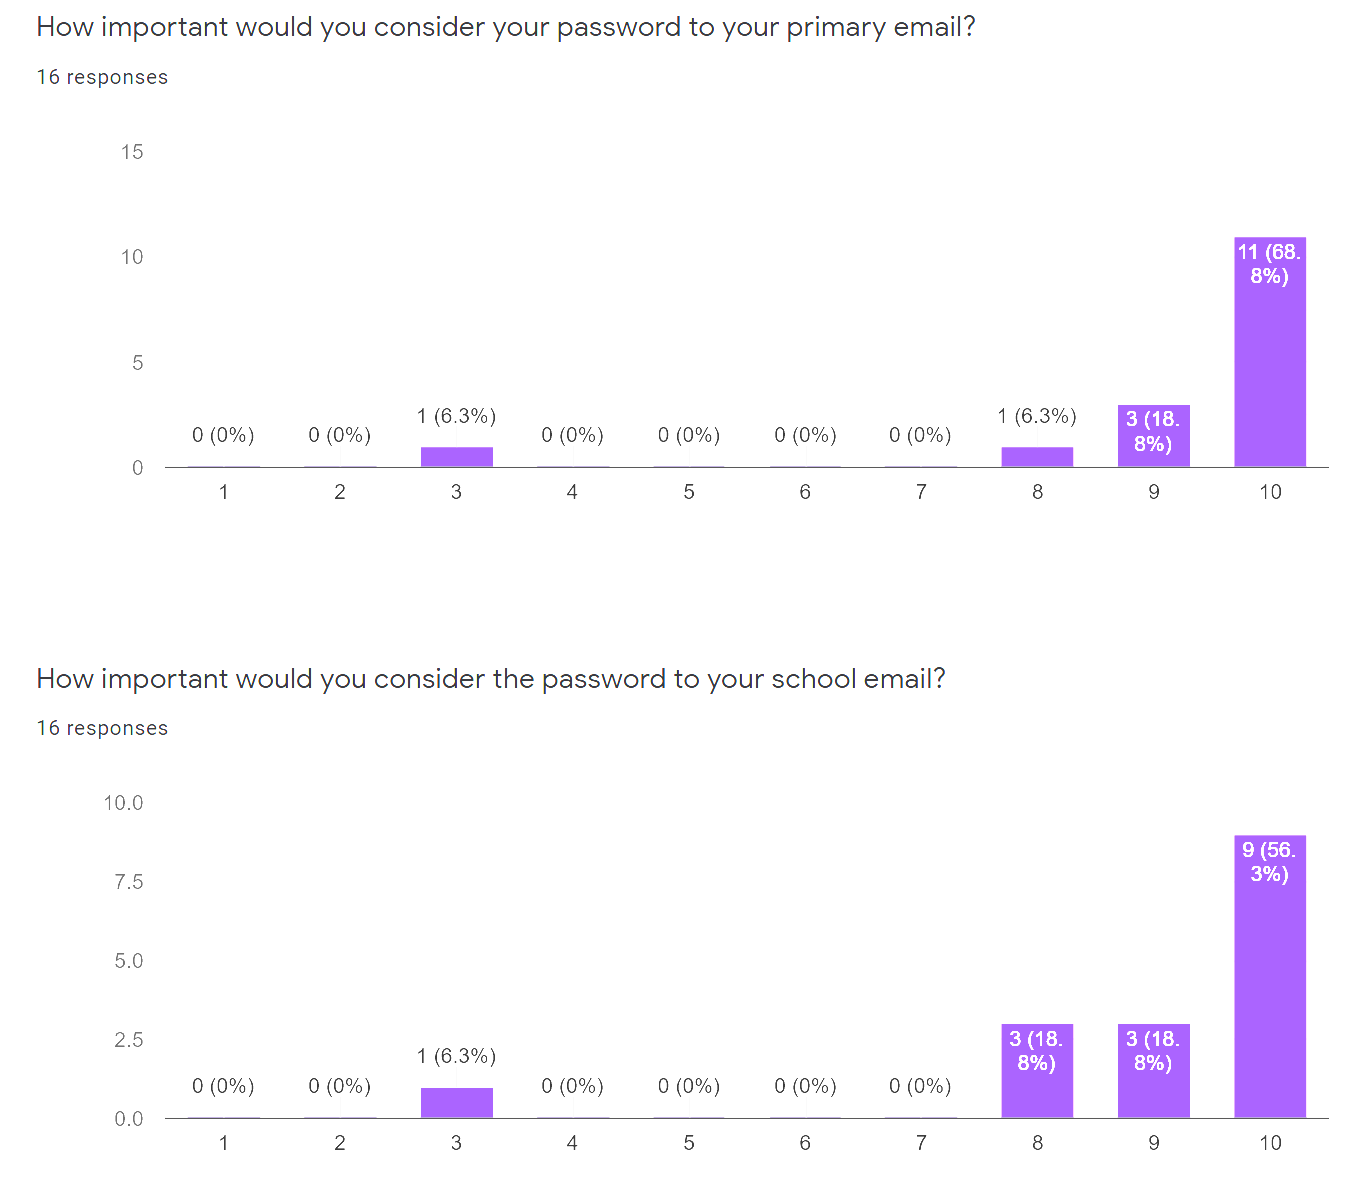 How important would you consider your password to your primary email?
16 responses
15
10
5
0
0 (0%) 0 (0%) 1 (6.3%) 0 (0%) 0 (0%) 0 (0%) 0 (0%) 1 (6.3%) 3 (18.
8%) 11 (68.
8%)
1 2 3 4 5 6 7 8 9 10
How important would you consider the password to your school email?
16 responses
10.0
7.5
5.0
2.5
0.0
0 (0%) 0 (0%) 1 (6.3%) 0 (0%) 0 (0%) 0 (0%) 0 (0%) 3 (18.
8%) 3 (18.
8%) 9 (56.
3%)
1 2 3 4 5 6 7 8 9 10